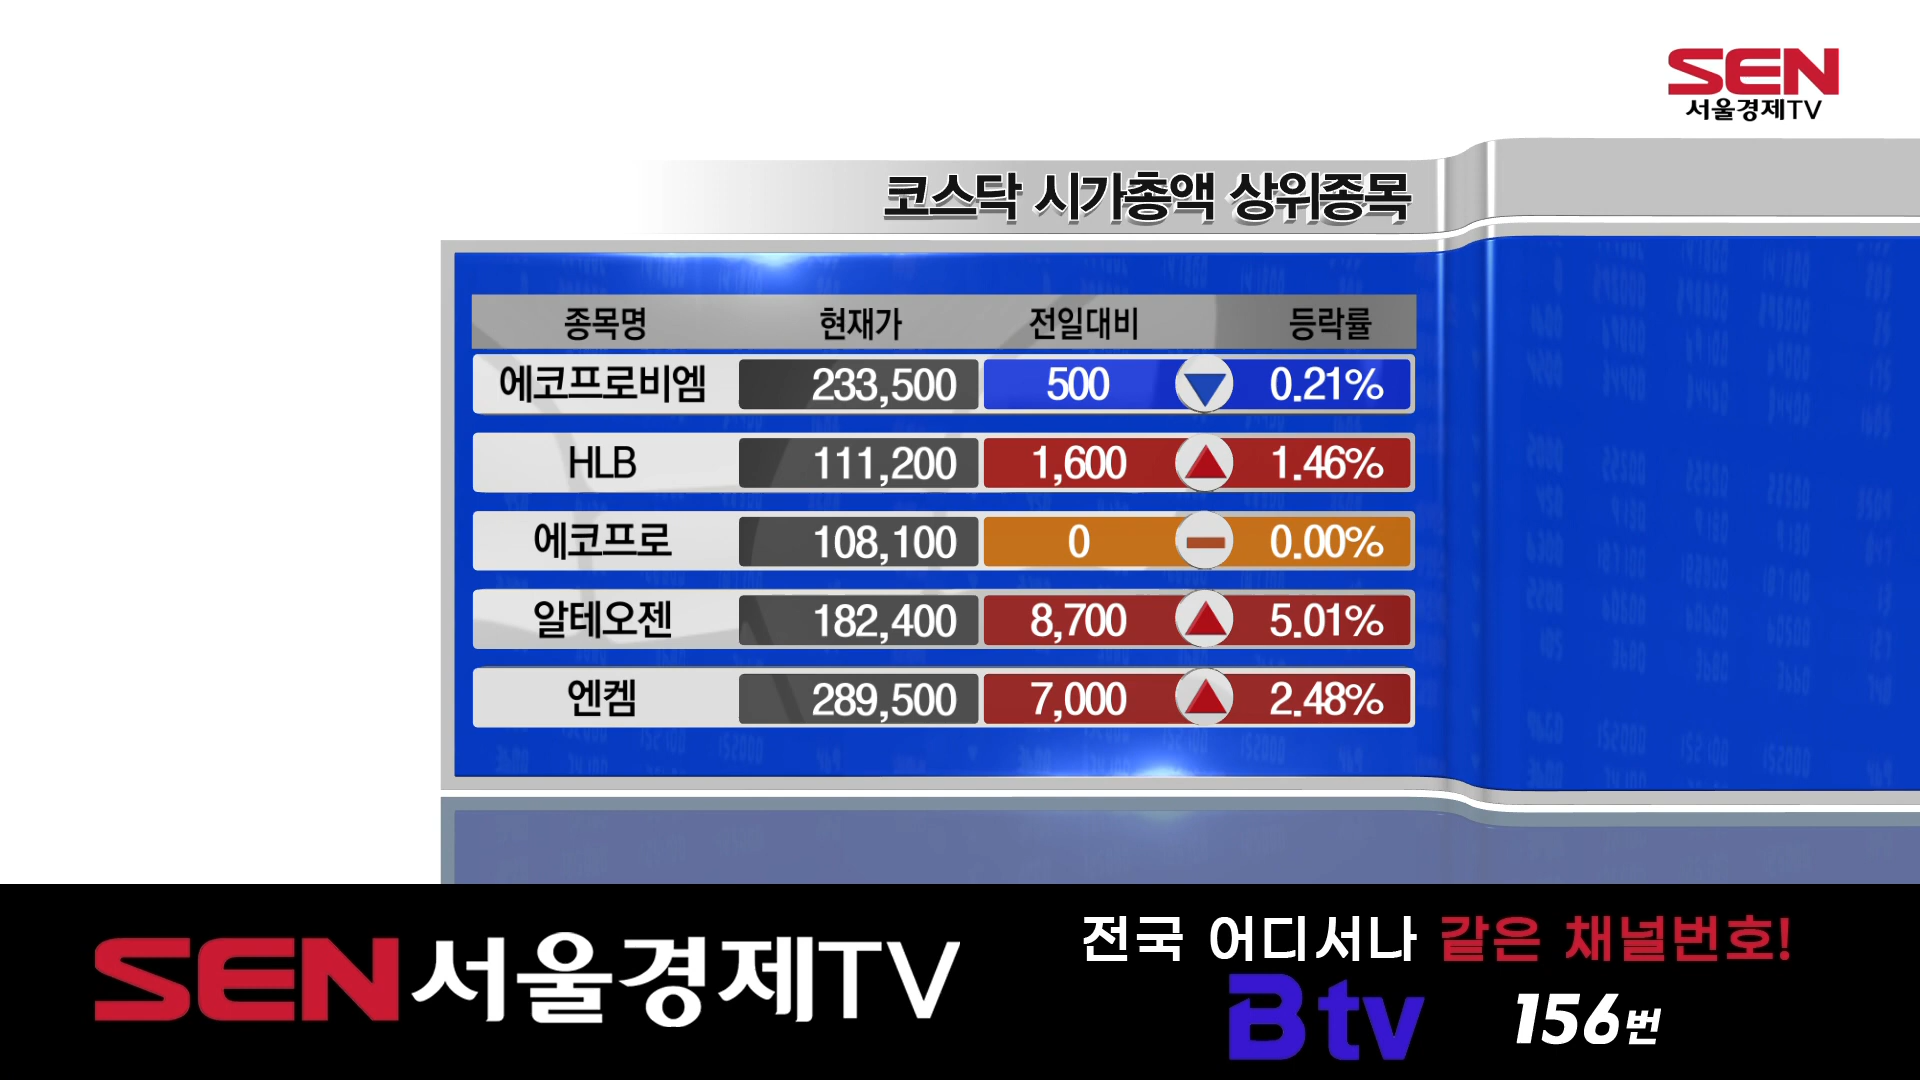 SEN
서울경제TV
코스닥 시가총액 상위종목
종목명 현재가 전일대비 등락률
에코프로비엠 233,500 500 0.21%
HLB 111,200 1,600 1.46%
에코프로 108,100 0 0.00%
알테오젠 182,400 8,700 5.01%
엔켐 289,500 7,000 2.48%
SEN서울경제TV
전국 어디서나 같은 채널번호!
B tv 156번